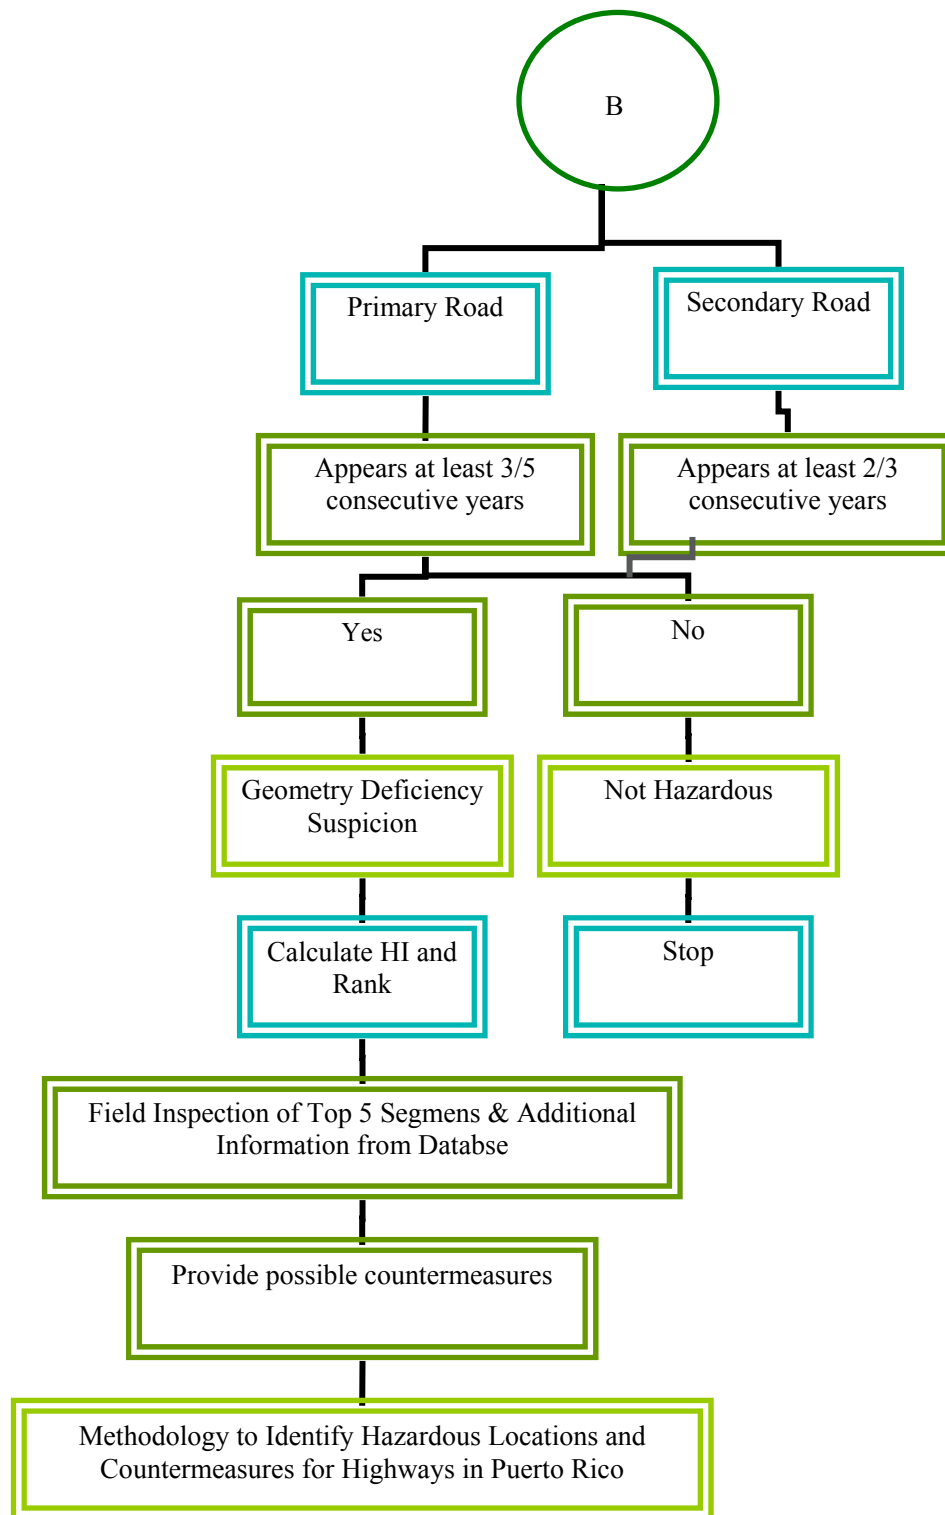 B
Primary Road
Secondary Road
Appears at least 3/5
consecutive years
Appears at least 2/3
consecutive years
Yes
No
Geometry Deficiency
Suspicion
Not Hazardous
Calculate HI and
Rank
Stop
Field Inspection of Top 5 Segmens & Additional
Information from Databse
Provide possible countermeasures
Methodology to Identify Hazardous Locations and
Countermeasures for Highways in Puerto Rico